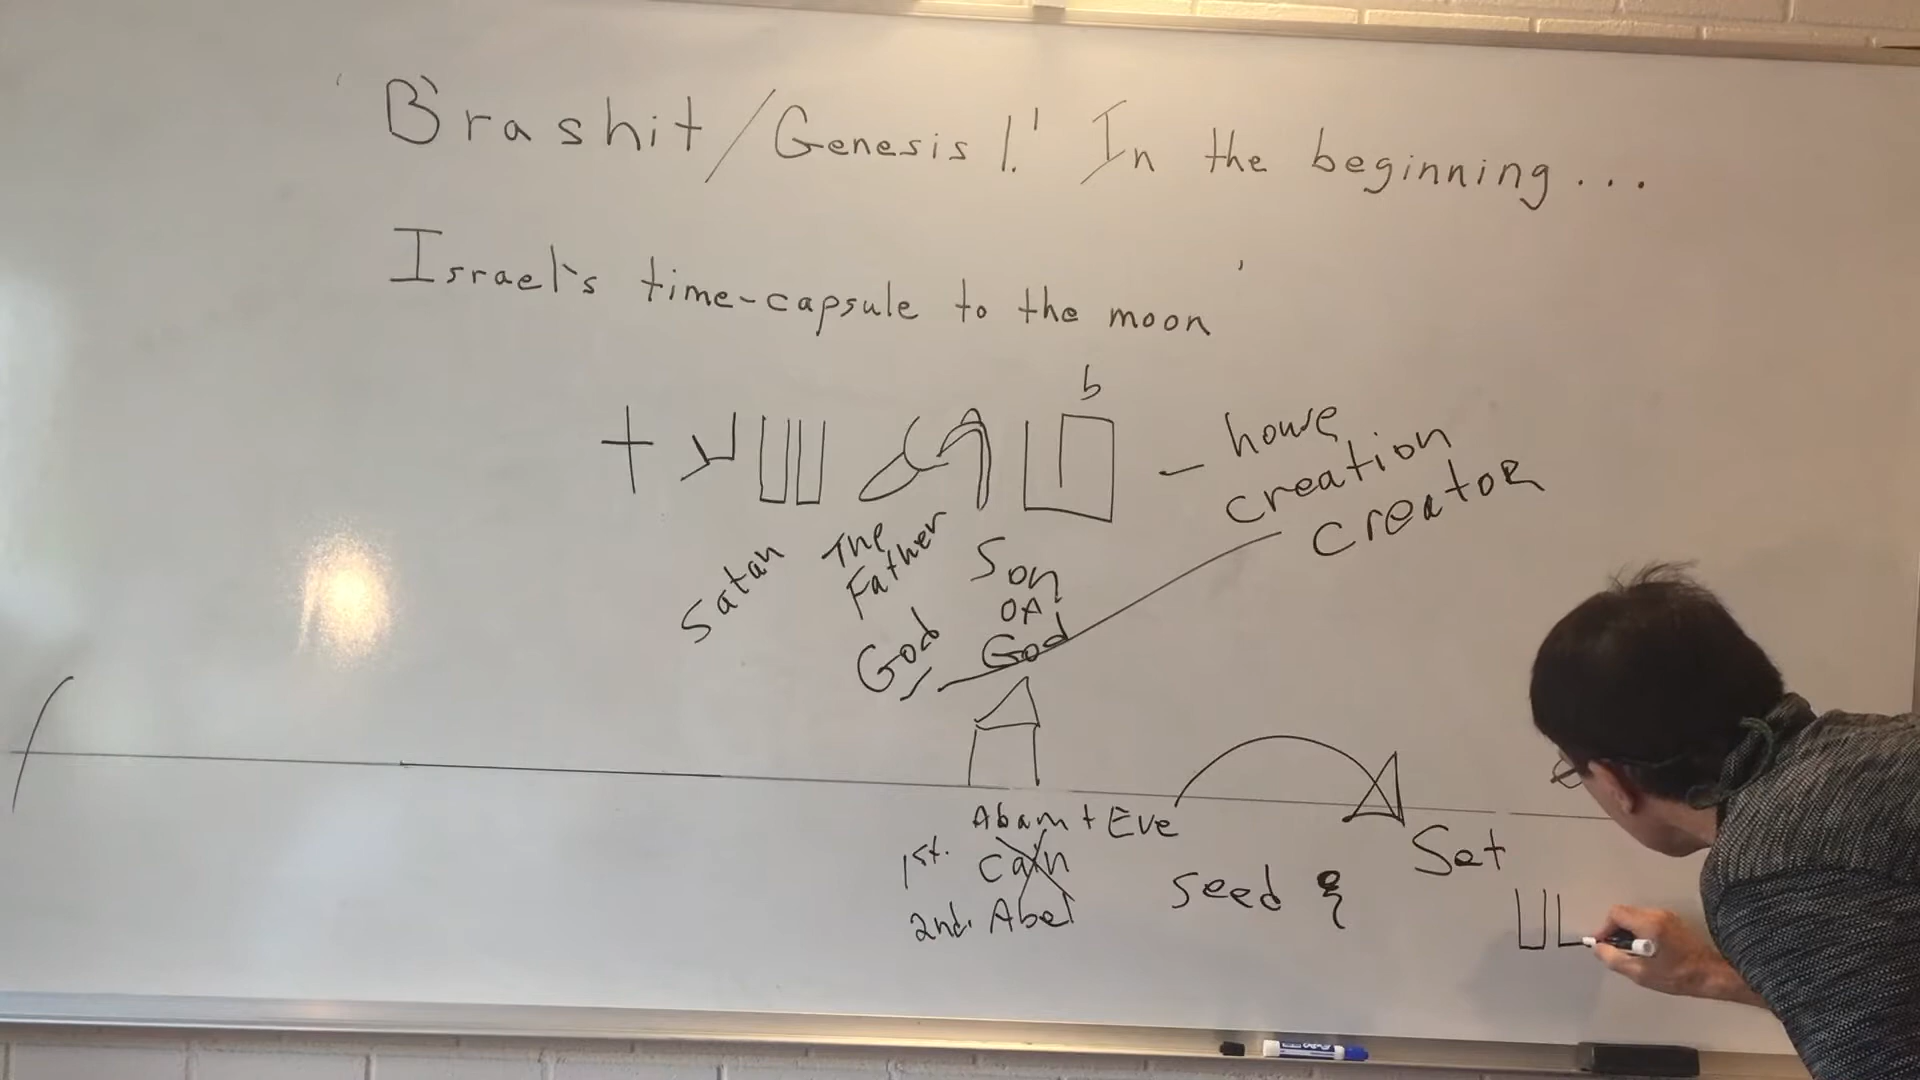 'B'rashit/Genesis 1.' In the beginning...
Israel's time-capsule to the moon'
b
house
creation
creator
Satan
The
Father
God
Son
of
God
Adam + Eve
1st. Cain
2nd. Abel
seed
Set